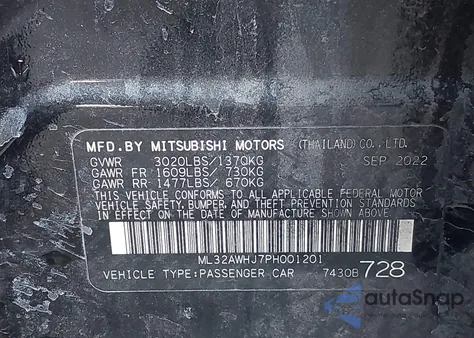 MFD.BY MITSUBISHI MOTORS (THAILAND) CO., LTD.
GVWR 3020LBS/1370KG SEP 2022
GAWR FR 1609LBS/ 730KG
GAWR RR 1477LBS/ 670KG
THIS VEHICLE CONFORMS TO ALL APPLICABLE FEDERAL MOTOR
VEHICLE SAFETY, BUMPER, AND THEFT PREVENTION STANDARDS
IN EFFECT ON THE DATE OF MANUFACTURE SHOWN ABOVE.
ML32AWHJ7PH001201
VEHICLE TYPE:PASSENGER CAR 7430B 728
autoSnap